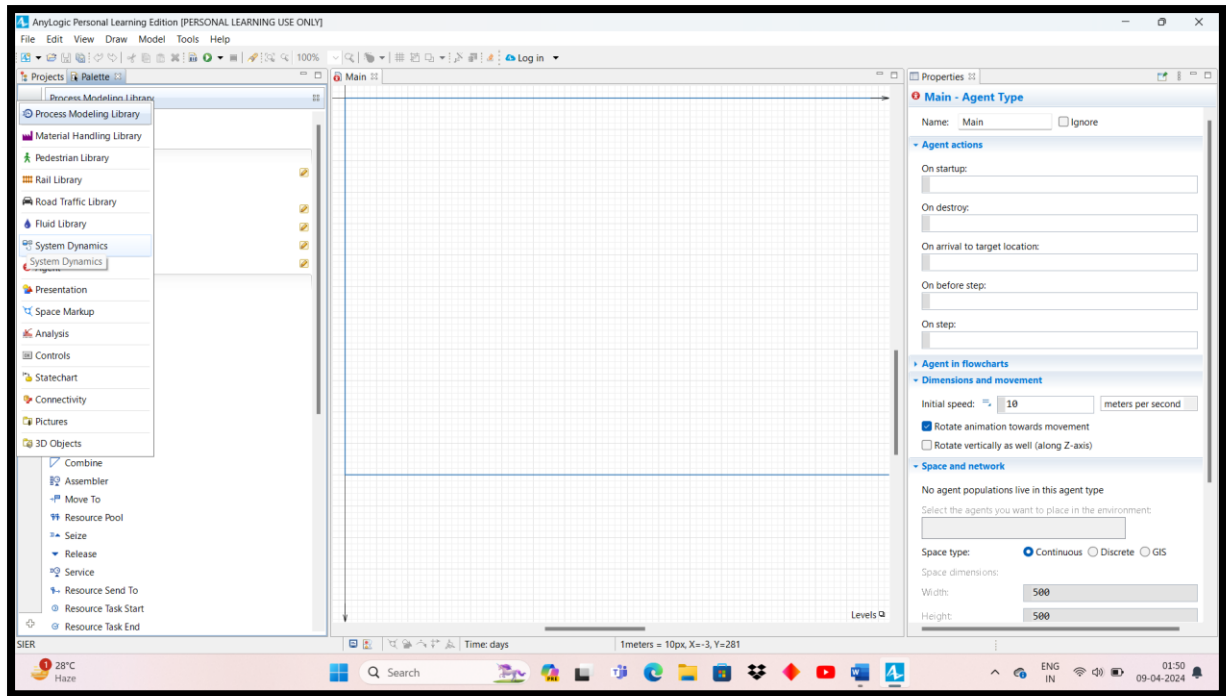 AnyLogic Personal Learning Edition [PERSONAL LEARNING USE ONLY]
File Edit View Draw Model Tools Help
100% Log in
Projects Palette
Main
Properties
Process Modeling Library
Process Modeling Library
Material Handling Library
Pedestrian Library
Rail Library
Road Traffic Library
Fluid Library
System Dynamics
System Dynamics
Agent
Presentation
Space Markup
Analysis
Controls
Statechart
Connectivity
Pictures
3D Objects
Combine
Assembler
Move To
Resource Pool
Seize
Release
Service
Resource Send To
Resource Task Start
Resource Task End
Levels
Main - Agent Type
Name: Main Ignore
Agent actions
On startup:
On destroy:
On arrival to target location:
On before step:
On step:
Agent in flowcharts
Dimensions and movement
Initial speed: 10 meters per second
Rotate animation towards movement
Rotate vertically as well (along Z-axis)
Space and network
No agent populations live in this agent type
Select the agents you want to place in the environment:
Space type: Continuous Discrete GIS
Space dimensions:
Width: 500
Height: 500
SIER Time: days 1meters = 10px, X=-3, Y=281
1
28°C
Haze
Search
PRE
ENG
IN
01:50
09-04-2024